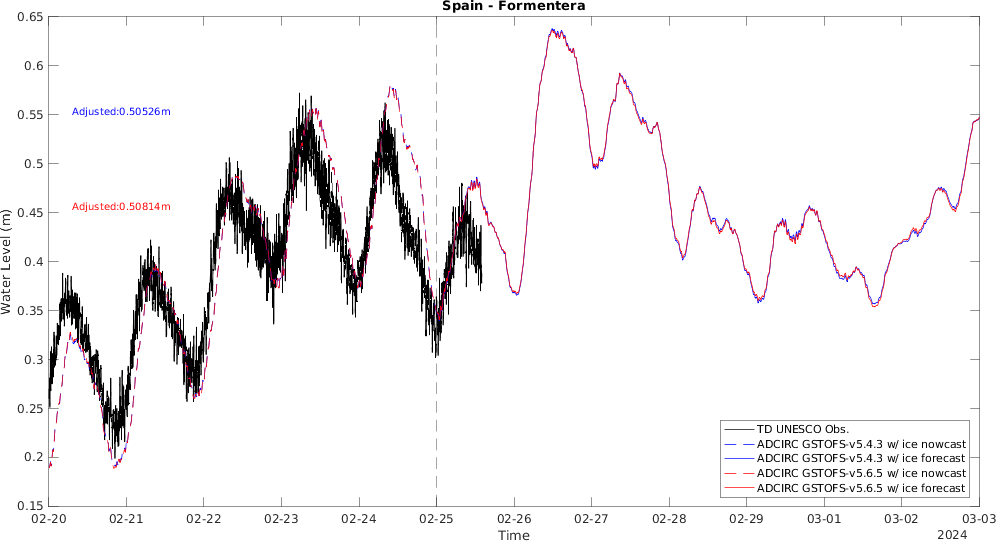 Spain - Formentera
0.65
0.6
0.55
0.5
0.45
0.4
0.35
0.3
0.25
0.2
0.15
Water Level (m)
Adjusted:0.50526m
Adjusted:0.50814m
TD UNESCO Obs.
ADCIRC GSTOFS-v5.4.3 w/ ice nowcast
ADCIRC GSTOFS-v5.4.3 w/ ice forecast
ADCIRC GSTOFS-v5.6.5 w/ ice nowcast
ADCIRC GSTOFS-v5.6.5 w/ ice forecast
02-20 02-21 02-22 02-23 02-24 02-25 02-26 02-27 02-28 02-29 03-01 03-02 03-03
Time
2024